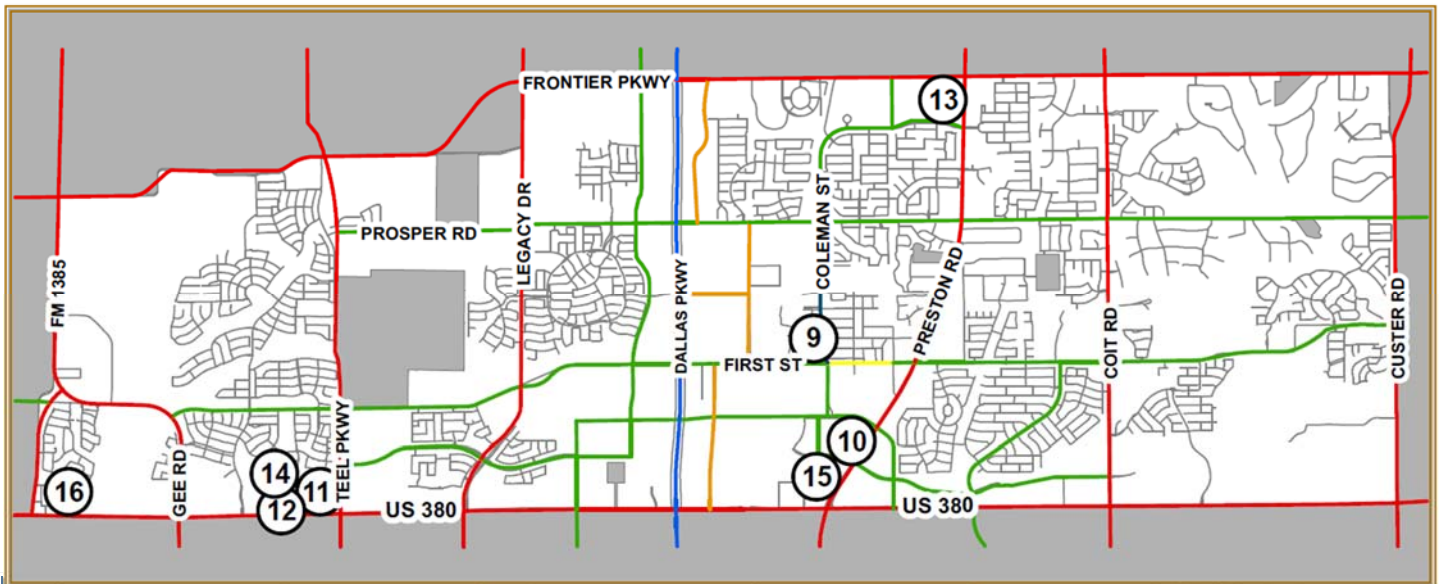 FRONTIER PKWY
13
LEGACY DR
COLEMAN ST
PROSPER RD
FM 1385
DALLAS PKWY
PRESTON RD
COIT RD
CUSTER RD
9
FIRST ST
TEEL PKWY
GEE RD
10
14
15
16
11
12
US 380
US 380